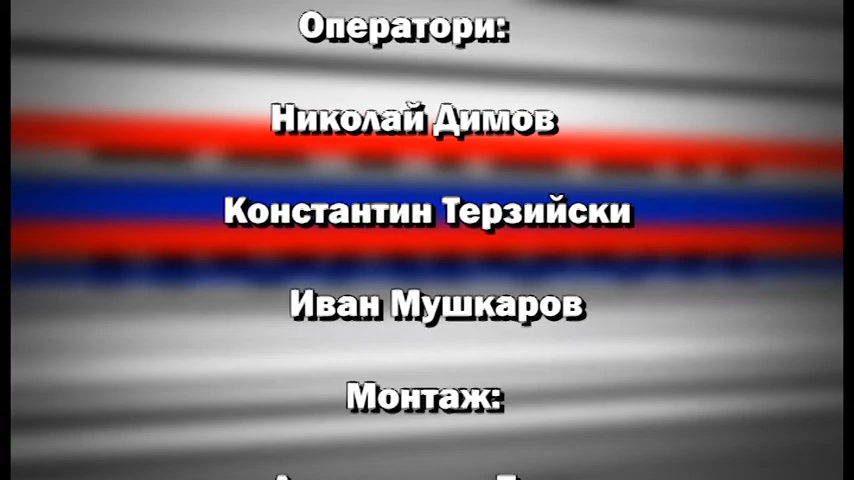 Оператори:
Николай Димов
Константин Терзийски
Иван Мушкаров
Монтаж: